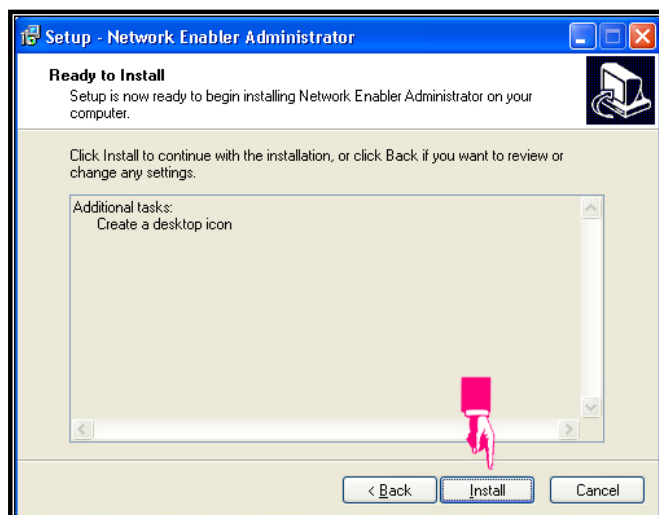 Setup - Network Enabler Administrator
Ready to Install
Setup is now ready to begin installing Network Enabler Administrator on your
computer.
Click Install to continue with the installation, or click Back if you want to review or
change any settings.
Additional tasks:
Create a desktop icon
< Back
Install
Cancel